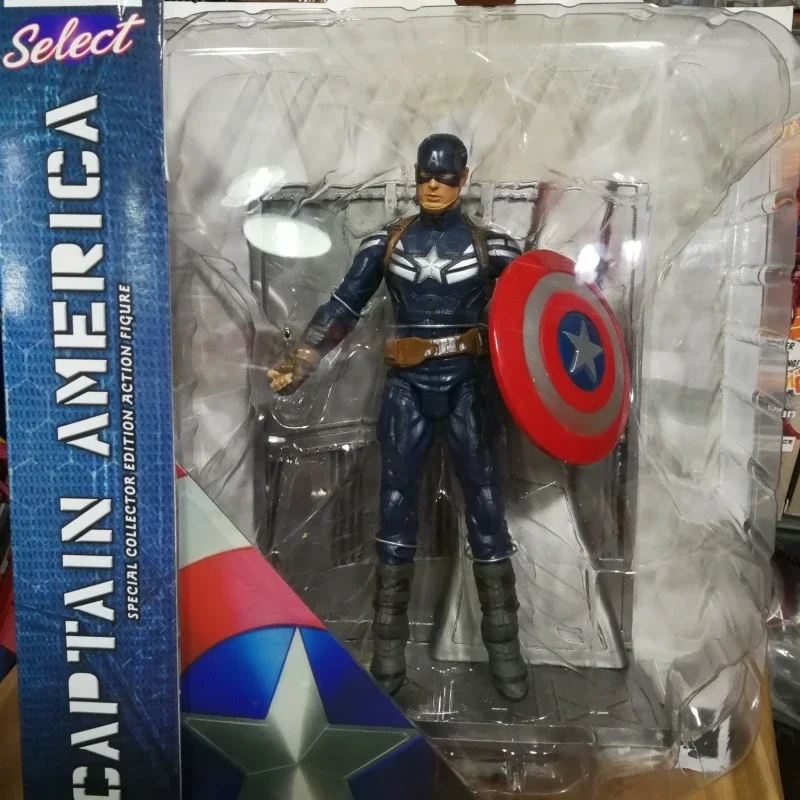 Select
CAPTAIN AMERICA
SPECIAL COLLECTOR EDITION ACTION FIGURE
A